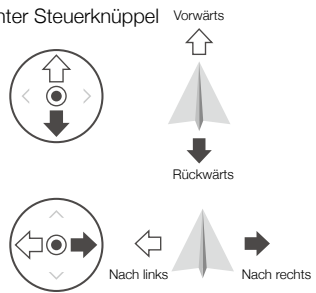 nter Steuerknüppel
Vorwärts
Rückwärts
Nach links
Nach rechts